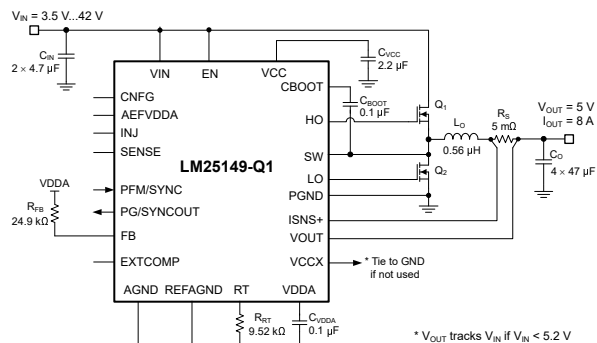 V_IN = 3.5 V...42 V
C_IN
2 × 4.7 µF
VIN
EN
VCC
C_VCC
2.2 µF
CNFG
AEFVDDA
INJ
SENSE
PFM/SYNC
PG/SYNCOUT
FB
EXTCOMP
LM25149-Q1
CBOOT
C_BOOT
0.1 µF
HO
SW
LO
PGND
ISNS+
VOUT
VCCX
Q_1
Q_2
L_O
0.56 µH
R_S
5 mΩ
V_OUT = 5 V
I_OUT = 8 A
C_O
4 × 47 µF
VDDA
R_FB
24.9 kΩ
* Tie to GND
if not used
AGND
REFAGND
RT
VDDA
R_RT
9.52 kΩ
C_VDDA
0.1 µF
* V_OUT tracks V_IN if V_IN < 5.2 V